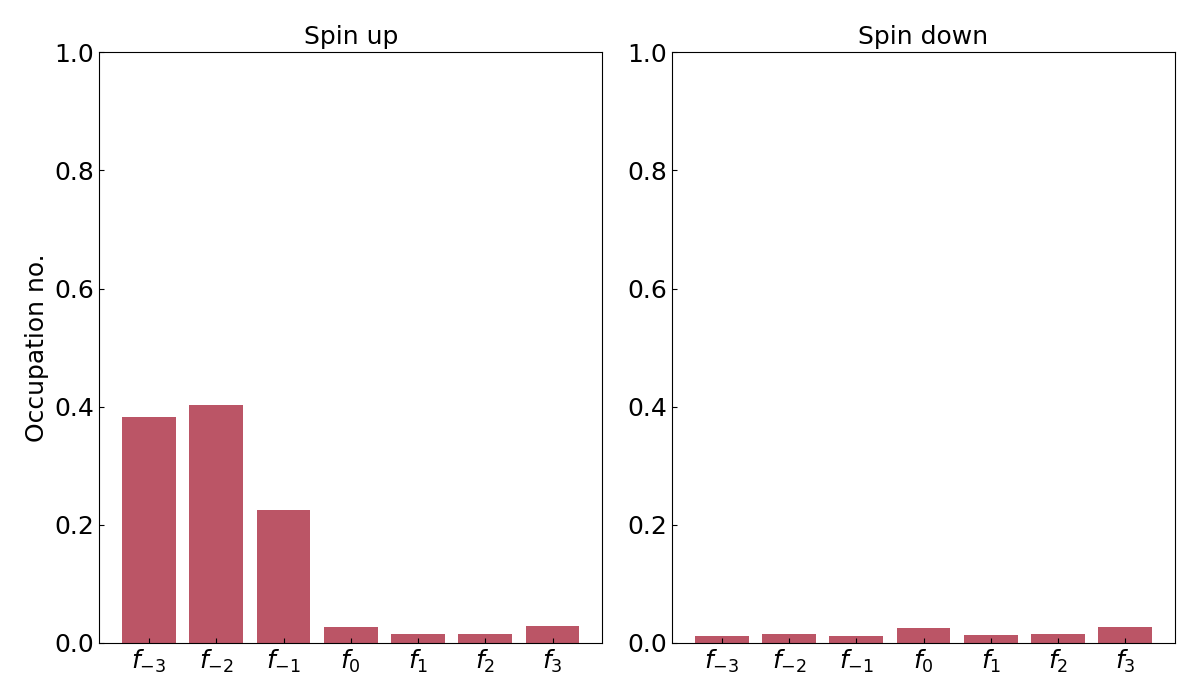 Spin up
Spin down
Occupation no.
1.0
0.8
0.6
0.4
0.2
0.0
f₋₃ f₋₂ f₋₁ f₀ f₁ f₂ f₃
1.0
0.8
0.6
0.4
0.2
0.0
f₋₃ f₋₂ f₋₁ f₀ f₁ f₂ f₃